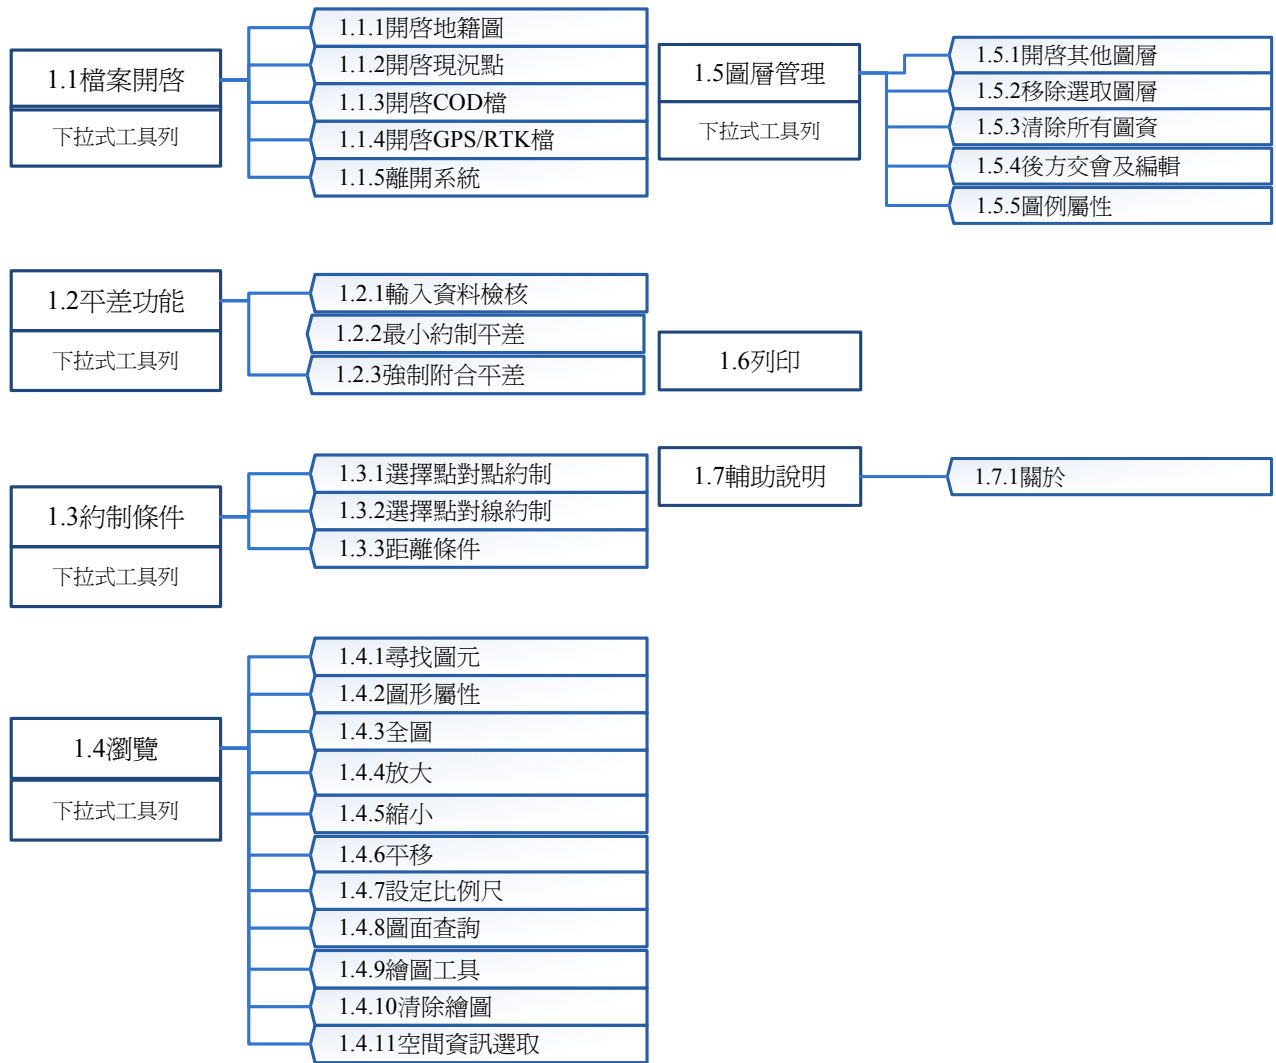 1.1檔案開啓
下拉式工具列
1.1.1開啓地籍圖
1.1.2開啓現況點
1.1.3開啓COD檔
1.1.4開啓GPS/RTK檔
1.1.5離開系統
1.2平差功能
下拉式工具列
1.2.1輸入資料檢核
1.2.2最小約制平差
1.2.3強制附合平差
1.3約制條件
下拉式工具列
1.3.1選擇點對點約制
1.3.2選擇點對線約制
1.3.3距離條件
1.4瀏覽
下拉式工具列
1.4.1尋找圖元
1.4.2圖形屬性
1.4.3全圖
1.4.4放大
1.4.5縮小
1.4.6平移
1.4.7設定比例尺
1.4.8圖面查詢
1.4.9繪圖工具
1.4.10清除繪圖
1.4.11空間資訊選取
1.5圖層管理
下拉式工具列
1.5.1開啓其他圖層
1.5.2移除選取圖層
1.5.3清除所有圖資
1.5.4後方交會及編輯
1.5.5圖例屬性
1.6列印
1.7輔助說明
1.7.1關於